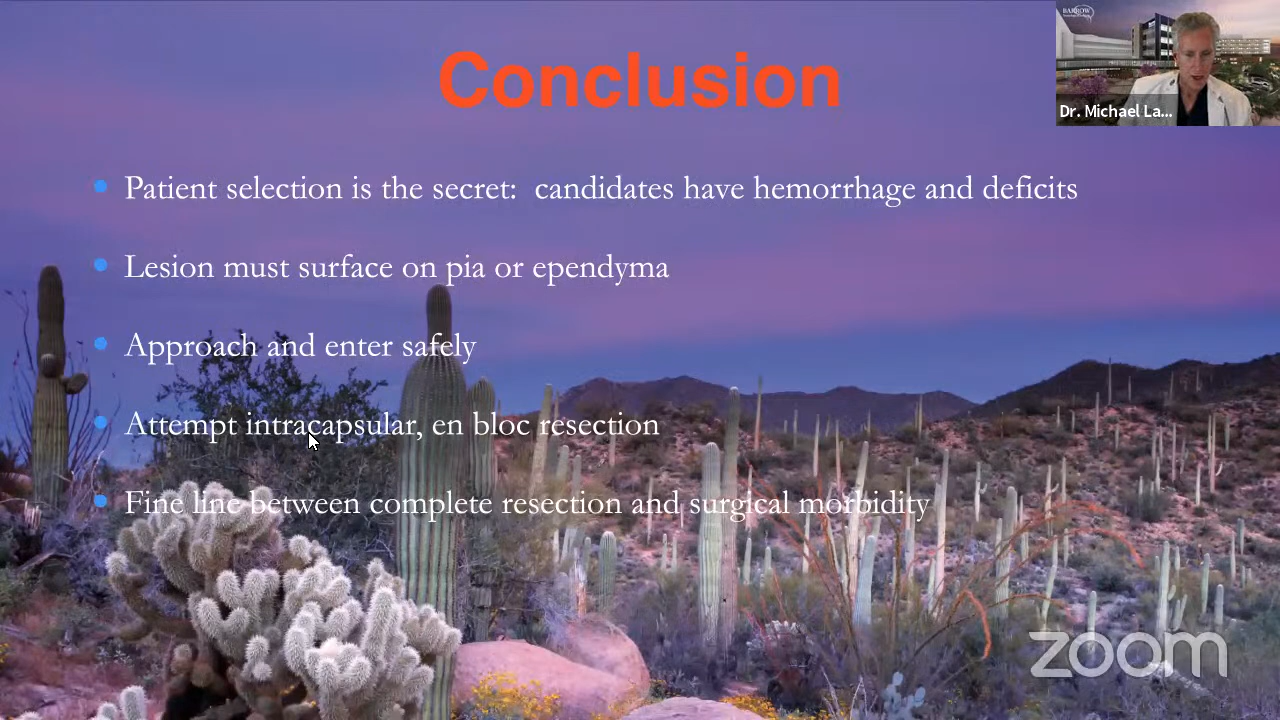 Conclusion
BARROW
Dr. Michael La...
Patient selection is the secret:  candidates have hemorrhage and deficits
Lesion must surface on pia or ependyma
Approach and enter safely
Attempt intracapsular, en bloc resection
Fine line between complete resection and surgical morbidity
zoom